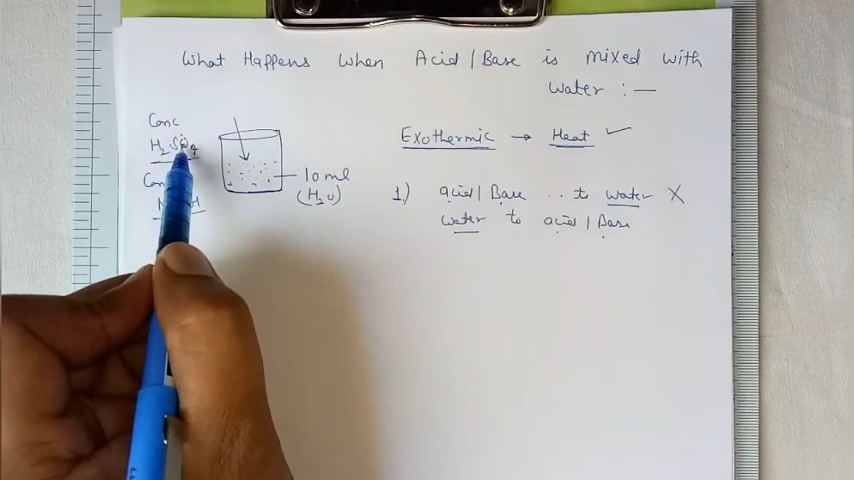 What Happens When Acid / Base is mixed with
water : —
Conc
H2SO4
10 ml
(H2O)
Exothermic → Heat ✓
1.) acid / Base .. to water ✗
water to acid / Base